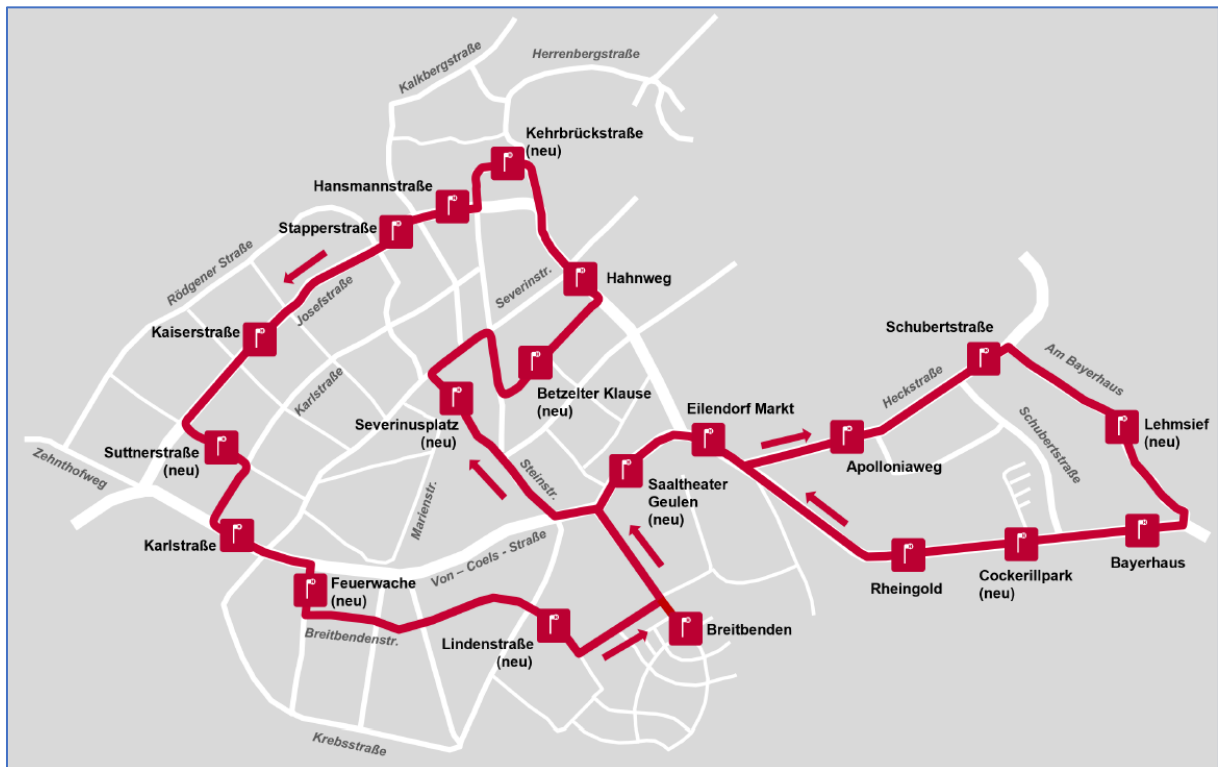 Kalkbergstraße
Herrenbergstraße
Kehrbrückstraße
(neu)
Hansmannstraße
Stapperstraße
Rödgener Straße
Josefstraße
Severinstr.
Hahnweg
Kaiserstraße
Schubertstraße
Am Bayerhaus
Karlstraße
Betzelter Klause
(neu)
Heckstraße
Eilendorf Markt
Severinusplatz
(neu)
Lehmsief
(neu)
Schubertstraße
Suttnerstraße
(neu)
Zehnthofweg
Steinstr.
Saaltheater
Geulen
(neu)
Apolloniaweg
Marienstr.
Karlstraße
Von – Coels - Straße
Feuerwache
(neu)
Rheingold
Cockerillpark
(neu)
Bayerhaus
Breitbendenstr.
Lindenstraße
(neu)
Breitbenden
Krebsstraße